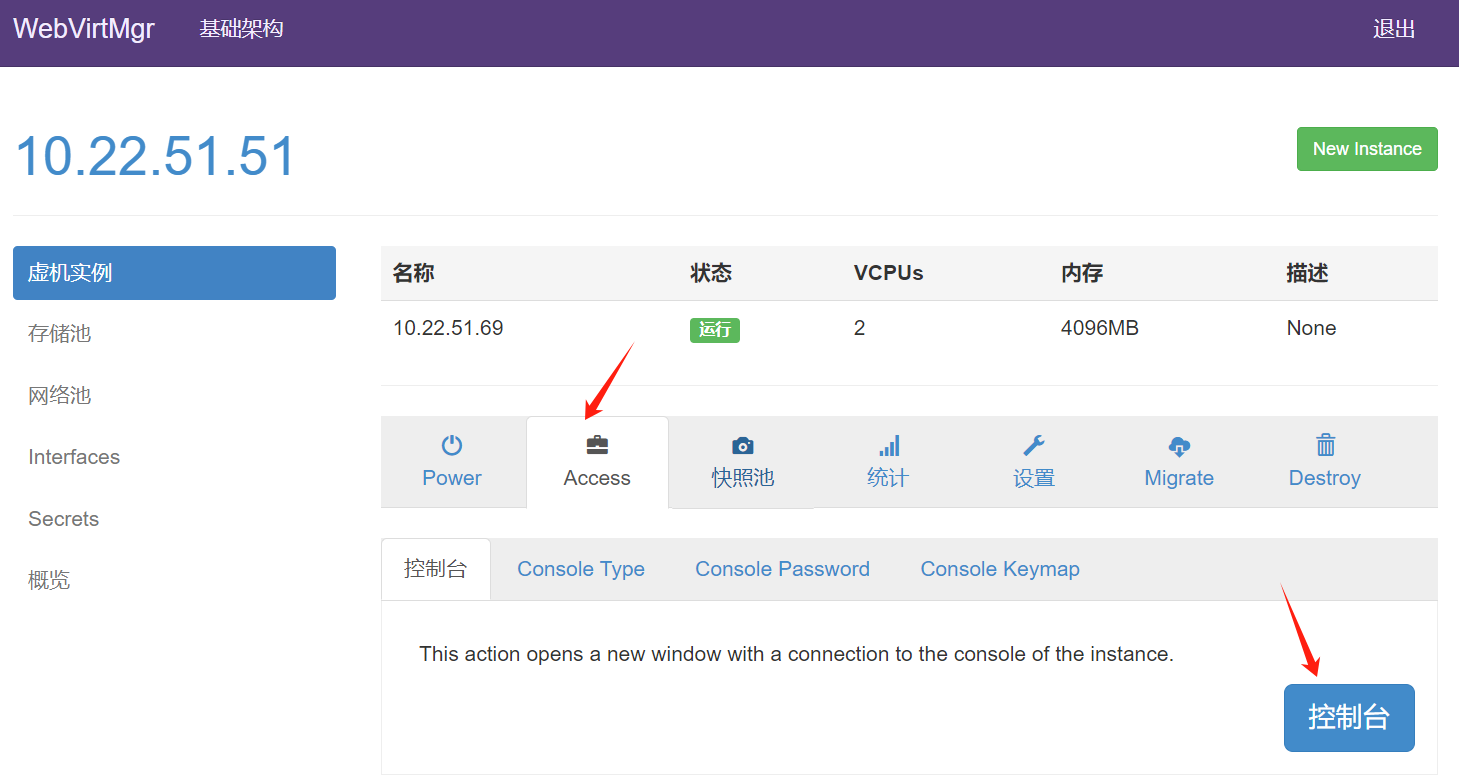 WebVirtMgr 基础架构 退出
10.22.51.51
New Instance
虚机实例
存储池
网络池
Interfaces
Secrets
概览
名称 状态 VCPUs 内存 描述
10.22.51.69 运行 2 4096MB None
Power Access 快照池 统计 设置 Migrate Destroy
控制台 Console Type Console Password Console Keymap
This action opens a new window with a connection to the console of the instance.
控制台